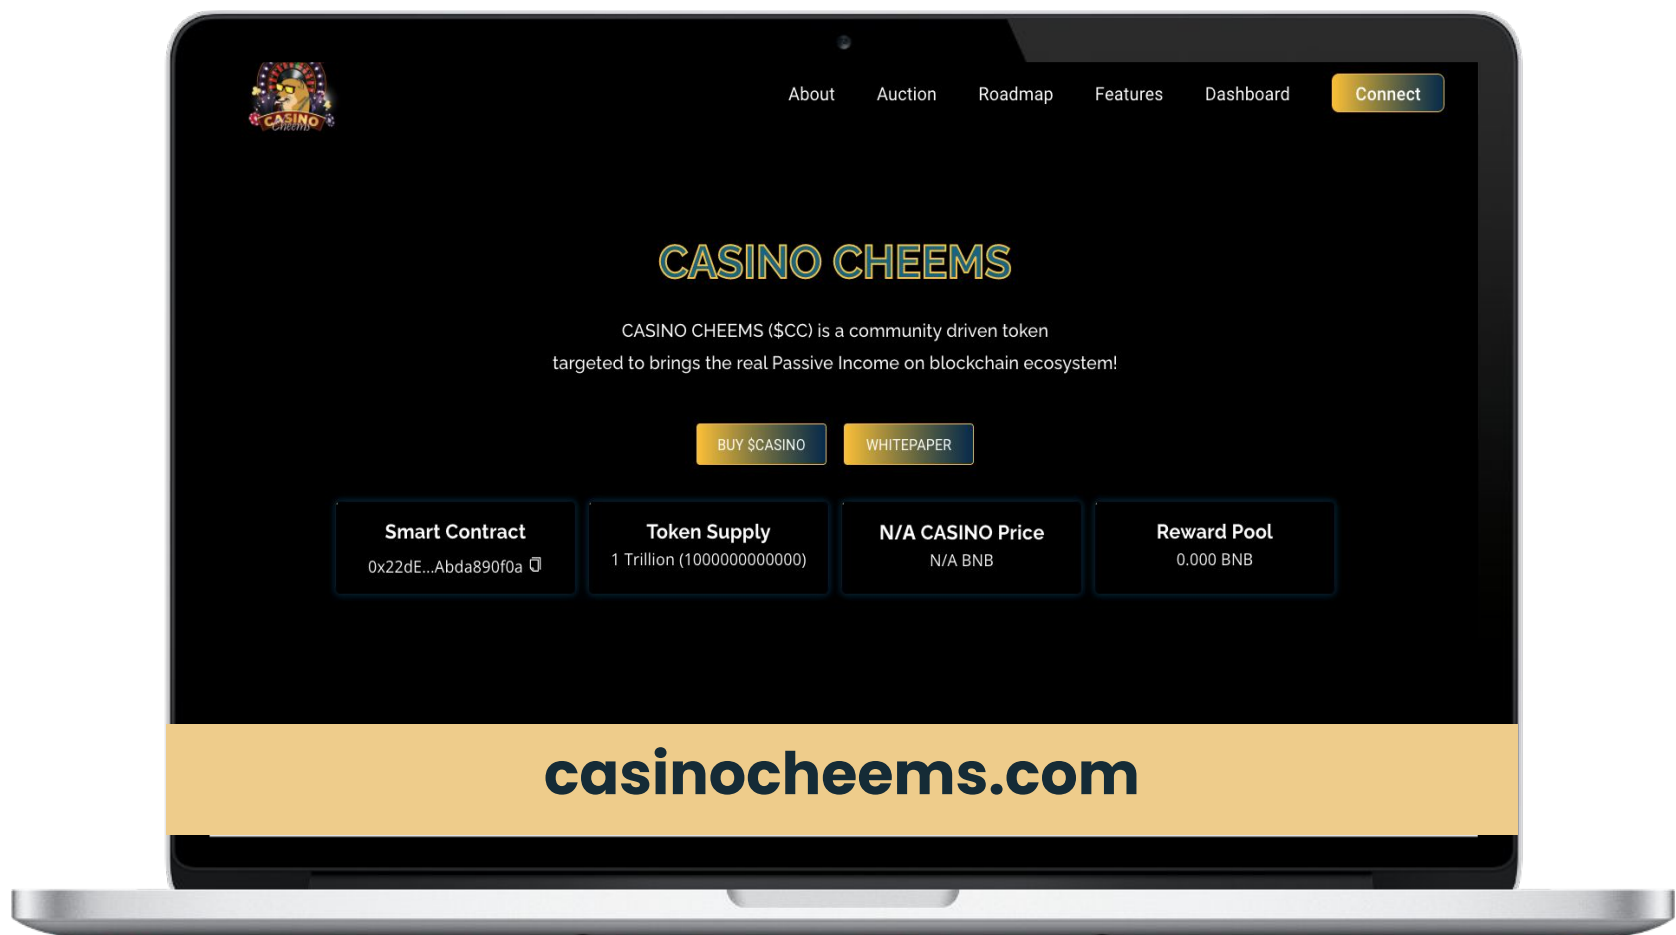 CASINO
Cheems
About
Auction
Roadmap
Features
Dashboard
Connect
CASINO CHEEMS
CASINO CHEEMS ($CC) is a community driven token
targeted to brings the real Passive Income on blockchain ecosystem!
BUY $CASINO
WHITEPAPER
Smart Contract
0x22dE...Abda890f0a
Token Supply
1 Trillion (1000000000000)
N/A CASINO Price
N/A BNB
Reward Pool
0.000 BNB
casinocheems.com